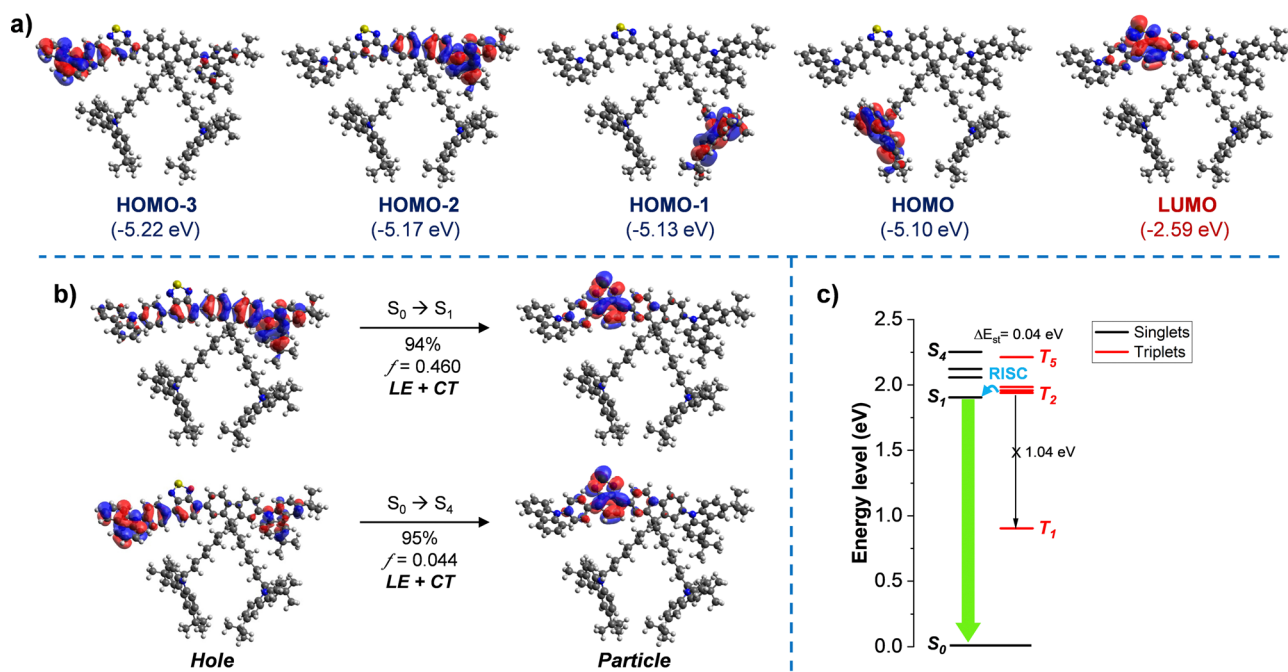 a)
HOMO-3
(-5.22 eV)
HOMO-2
(-5.17 eV)
HOMO-1
(-5.13 eV)
HOMO
(-5.10 eV)
LUMO
(-2.59 eV)
b)
S₀ → S₁
94%
f = 0.460
LE + CT
S₀ → S₄
95%
f = 0.044
LE + CT
Hole
Particle
c)
Energy level (eV)
2.5
2.0
1.5
1.0
0.5
0.0
ΔEst= 0.04 eV
Singlets
Triplets
S₄
T₅
RISC
S₁
T₂
X 1.04 eV
T₁
S₀